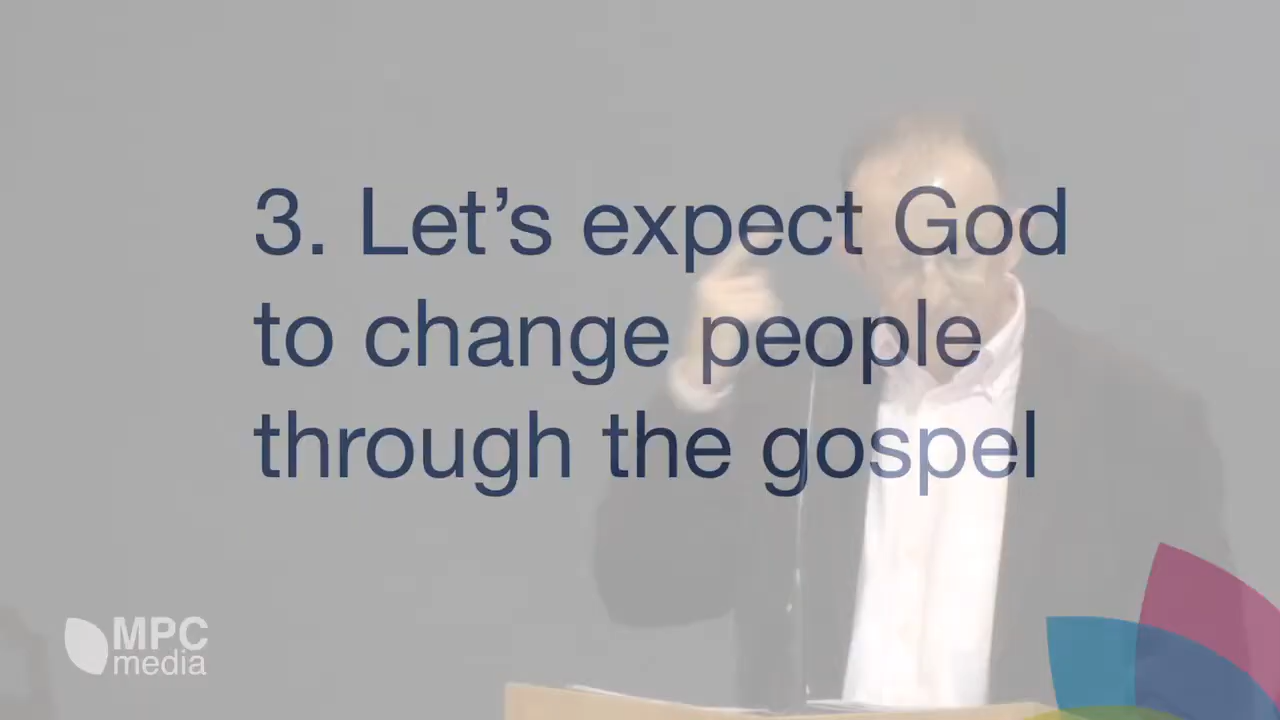 3. Let’s expect God
to change people
through the gospel
MPC
media